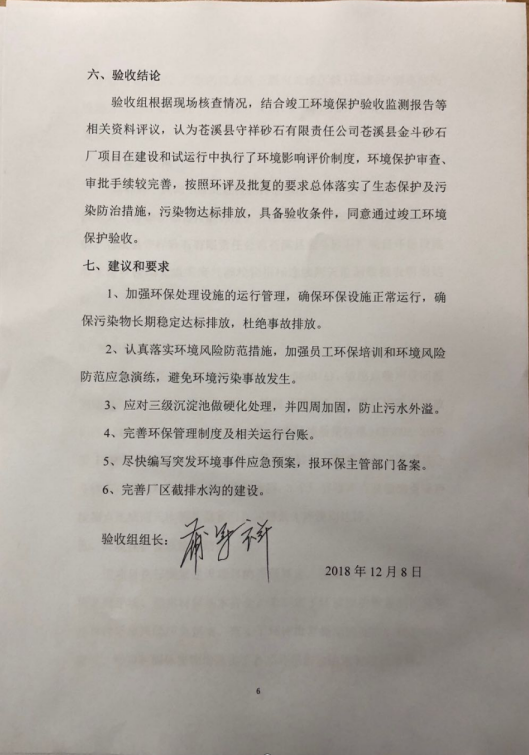 六、验收结论
验收组根据现场核查情况，结合竣工环境保护验收监测报告等
相关资料评议，认为苍溪县守祥砂石有限责任公司苍溪县金斗砂石
厂项目在建设和试运行中执行了环境影响评价制度，环境保护审查、
审批手续较完善，按照环评及批复的要求总体落实了生态保护及污
染防治措施，污染物达标排放，具备验收条件，同意通过竣工环境
保护验收。
七、建议和要求
1、加强环保处理设施的运行管理，确保环保设施正常运行，确
保污染物长期稳定达标排放，杜绝事故排放。
2、认真落实环境风险防范措施，加强员工环保培训和环境风险
防范应急演练，避免环境污染事故发生。
3、应对三级沉淀池做硬化处理，并四周加固，防止污水外溢。
4、完善环保管理制度及相关运行台账。
5、尽快编写突发环境事件应急预案，报环保主管部门备案。
6、完善厂区截排水沟的建设。
验收组组长：
2018 年 12 月 8 日
6